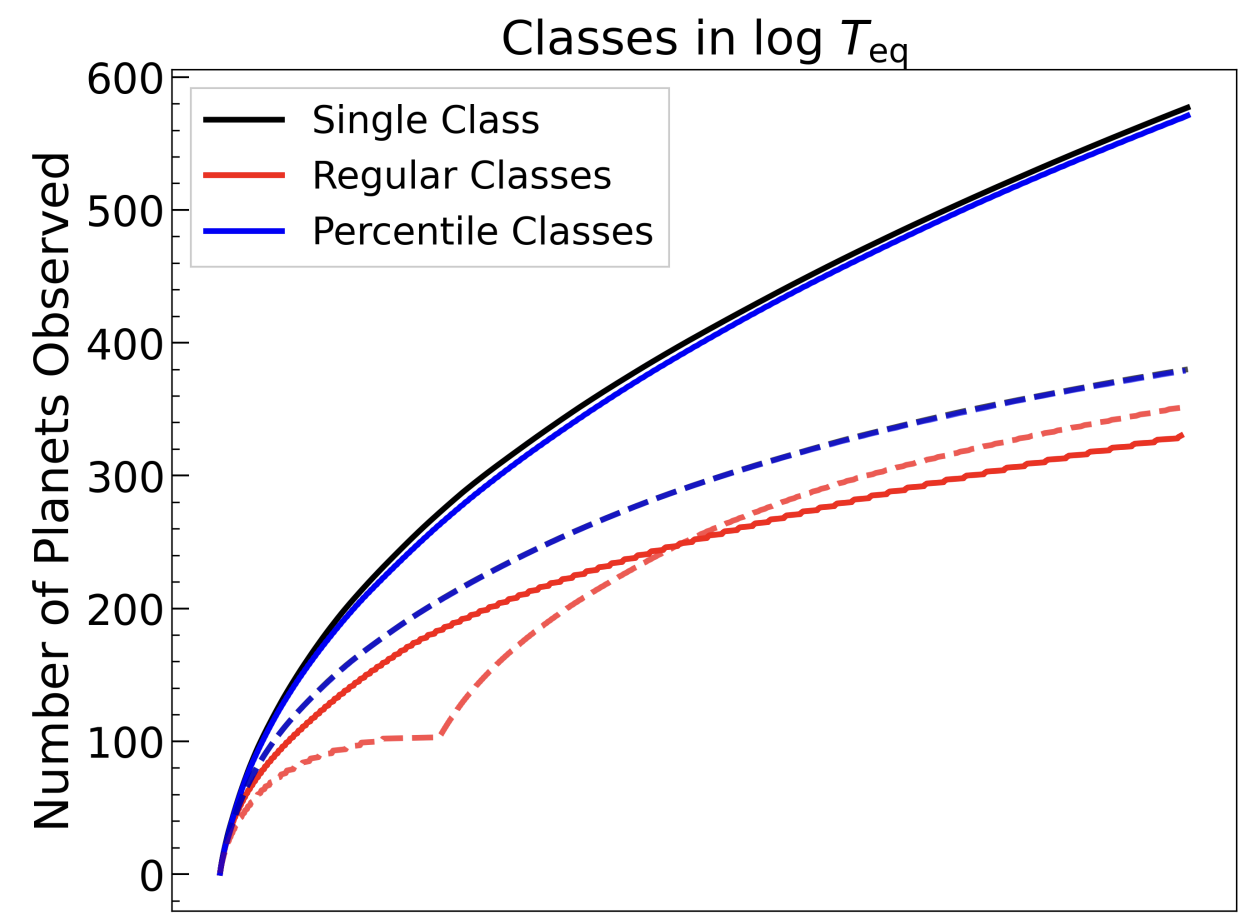 Classes in log T_eq
600
500
400
300
200
100
0
Number of Planets Observed
Single Class
Regular Classes
Percentile Classes